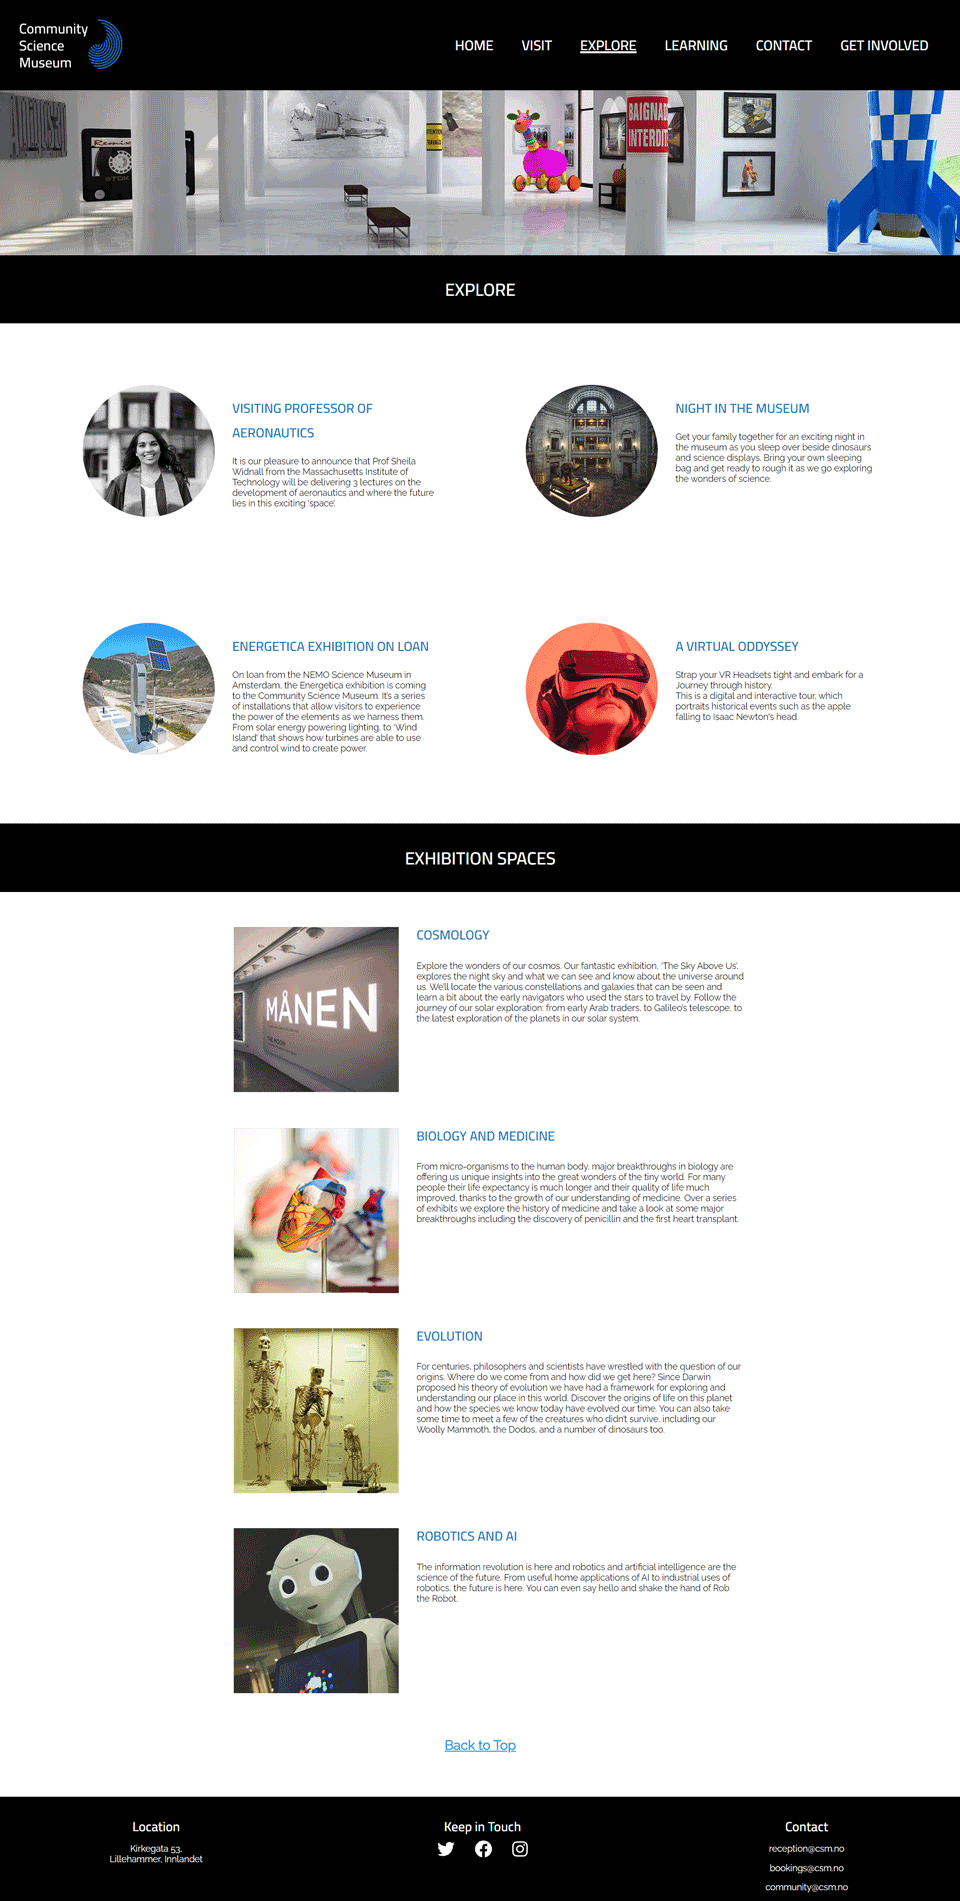 Community
Science
Museum
HOME VISIT EXPLORE LEARNING CONTACT GET INVOLVED
Remix
@TDK
BAIGNAD
INTERDIT
EXPLORE
VISITING PROFESSOR OF
AERONAUTICS
It is our pleasure to announce that Prof Sheila
Widnall from the Massachusetts Institute of
Technology will be delivering 3 lectures on the
development of aeronautics and where the future
lies in this exciting ‘space’.
NIGHT IN THE MUSEUM
Get your family together for an exciting night in
the museum as you sleep over beside dinosaurs
and science displays. Bring your own sleeping
bag and get ready to rough it as we go exploring
the wonders of science.
ENERGETICA EXHIBITION ON LOAN
On loan from the NEMO Science Museum in
Amsterdam, the Energetica exhibition is coming
to the Community Science Museum. It's a series
of installations that allow visitors to experience
the power of the elements as we harness them.
From solar energy powering lighting, to ‘Wind
Island’ that shows how turbines are able to use
and control wind to create power.
A VIRTUAL ODDYSSEY
Strap your VR Headsets tight and embark for a
Journey through history.
This is a digital and interactive tour, which
portraits historical events such as the apple
falling to Isaac Newton's head.
EXHIBITION SPACES
MÅNEN
THE MOON
COSMOLOGY
Explore the wonders of our cosmos. Our fantastic exhibition, ‘The Sky Above Us’,
explores the night sky and what we can see and know about the universe around
us. We'll locate the various constellations and galaxies that can be seen and
learn a bit about the early navigators who used the stars to travel by. Follow the
journey of our solar exploration: from early Arab traders, to Galileo's telescope, to
the latest exploration of the planets in our solar system.
BIOLOGY AND MEDICINE
From micro-organisms to the human body, major breakthroughs in biology are
offering us unique insights into the great wonders of the tiny world. For many
people their life expectancy is much longer and their quality of life much
improved, thanks to the growth of our understanding of medicine. Over a series
of exhibits we explore the history of medicine and take a look at some major
breakthroughs including the discovery of penicillin and the first heart transplant.
EVOLUTION
For centuries, philosophers and scientists have wrestled with the question of our
origins. Where do we come from and how did we get here? Since Darwin
proposed his theory of evolution we have had a framework for exploring and
understanding our place in this world. Discover the origins of life on this planet
and how the species we know today have evolved our time. You can also take
some time to meet a few of the creatures who didn't survive, including our
Woolly Mammoth, the Dodos, and a number of dinosaurs too.
ROBOTICS AND AI
The information revolution is here and robotics and artificial intelligence are the
science of the future. From useful home applications of AI to industrial uses of
robotics, the future is here. You can even say hello and shake the hand of Rob
the Robot.
Back to Top
Location
Kirkegata 53,
Lillehammer, Innlandet
Keep in Touch
Contact
reception@csm.no
bookings@csm.no
community@csm.no